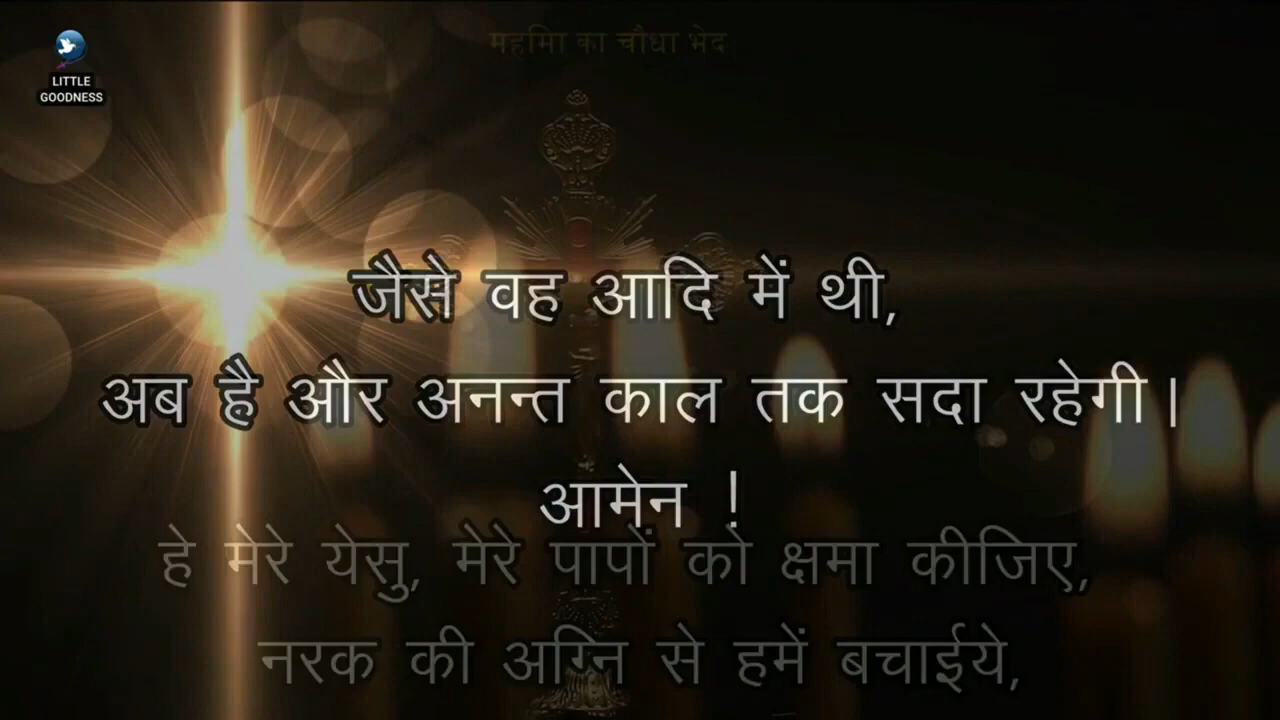 महिमा का चौथा भेद
LITTLE
GOODNESS
जैसे वह आदि में थी,
अब है और अनन्त काल तक सदा रहेगी।
आमेन !
हे मेरे येसु, मेरे पापों को क्षमा कीजिए,
नरक की अग्नि से हमें बचाईये,